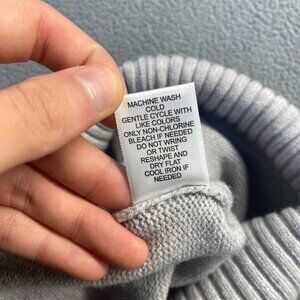 MACHINE WASH
COLD
GENTLE CYCLE WITH
LIKE COLORS
ONLY NON-CHLORINE
BLEACH IF NEEDED
DO NOT WRING
OR TWIST
RESHAPE AND
DRY FLAT
COOL IRON IF
NEEDED